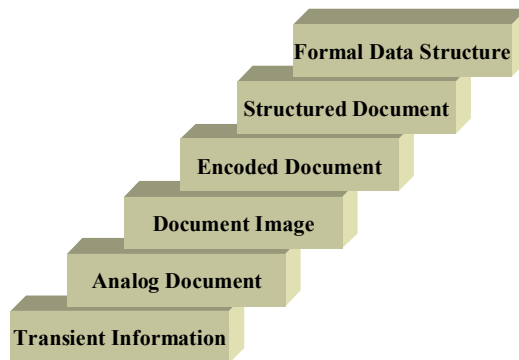 Formal Data Structure
Structured Document
Encoded Document
Document Image
Analog Document
Transient Information